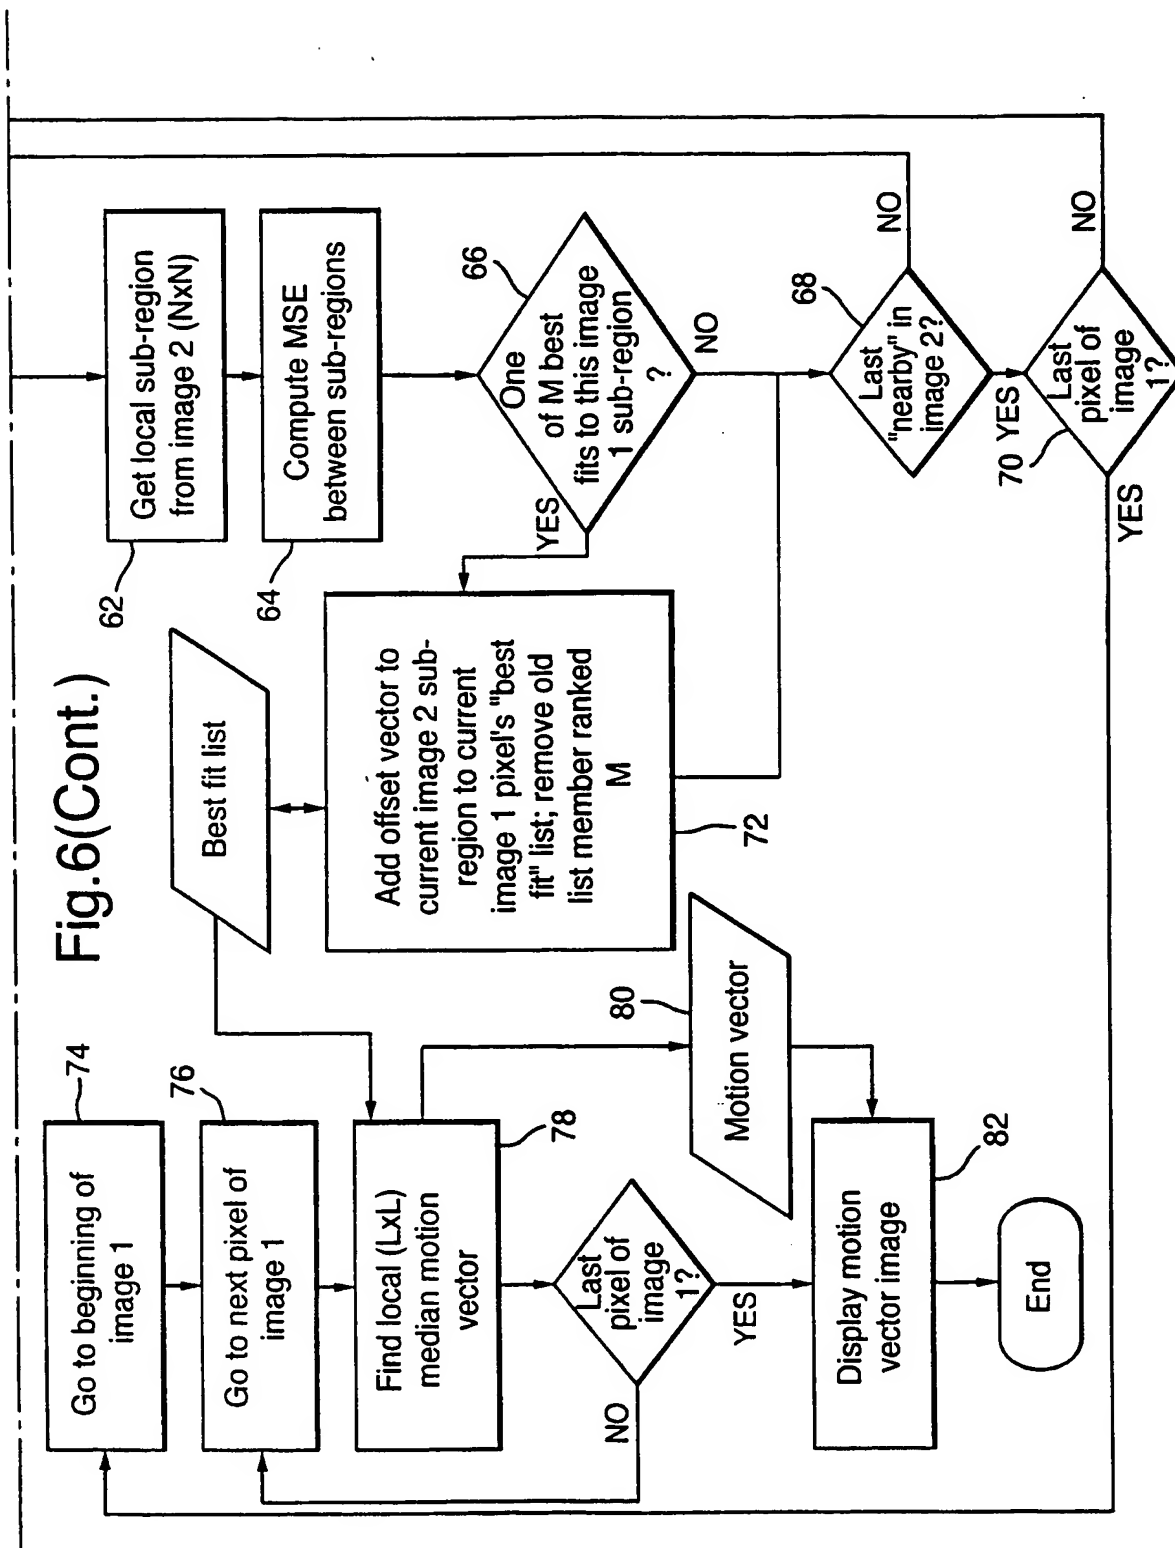 Fig.6(Cont.)
74
Go to beginning of
image 1
76
Go to next pixel of
image 1
Find local (LxL)
median motion
vector
78
Last
pixel of
image
1?
NO
YES
Display motion
vector image
82
End
80
Motion vector
Best fit list
Add offset vector to
current image 2 sub-
region to current
image 1 pixel's "best
fit" list; remove old
list member ranked
M
72
62
Get local sub-region
from image 2 (NxN)
64
Compute MSE
between sub-regions
66
One
of M best
fits to this image
1 sub-region
?
YES
NO
68
Last
"nearby" in
image 2?
NO
YES
70
Last
pixel of
image
1?
NO
YES